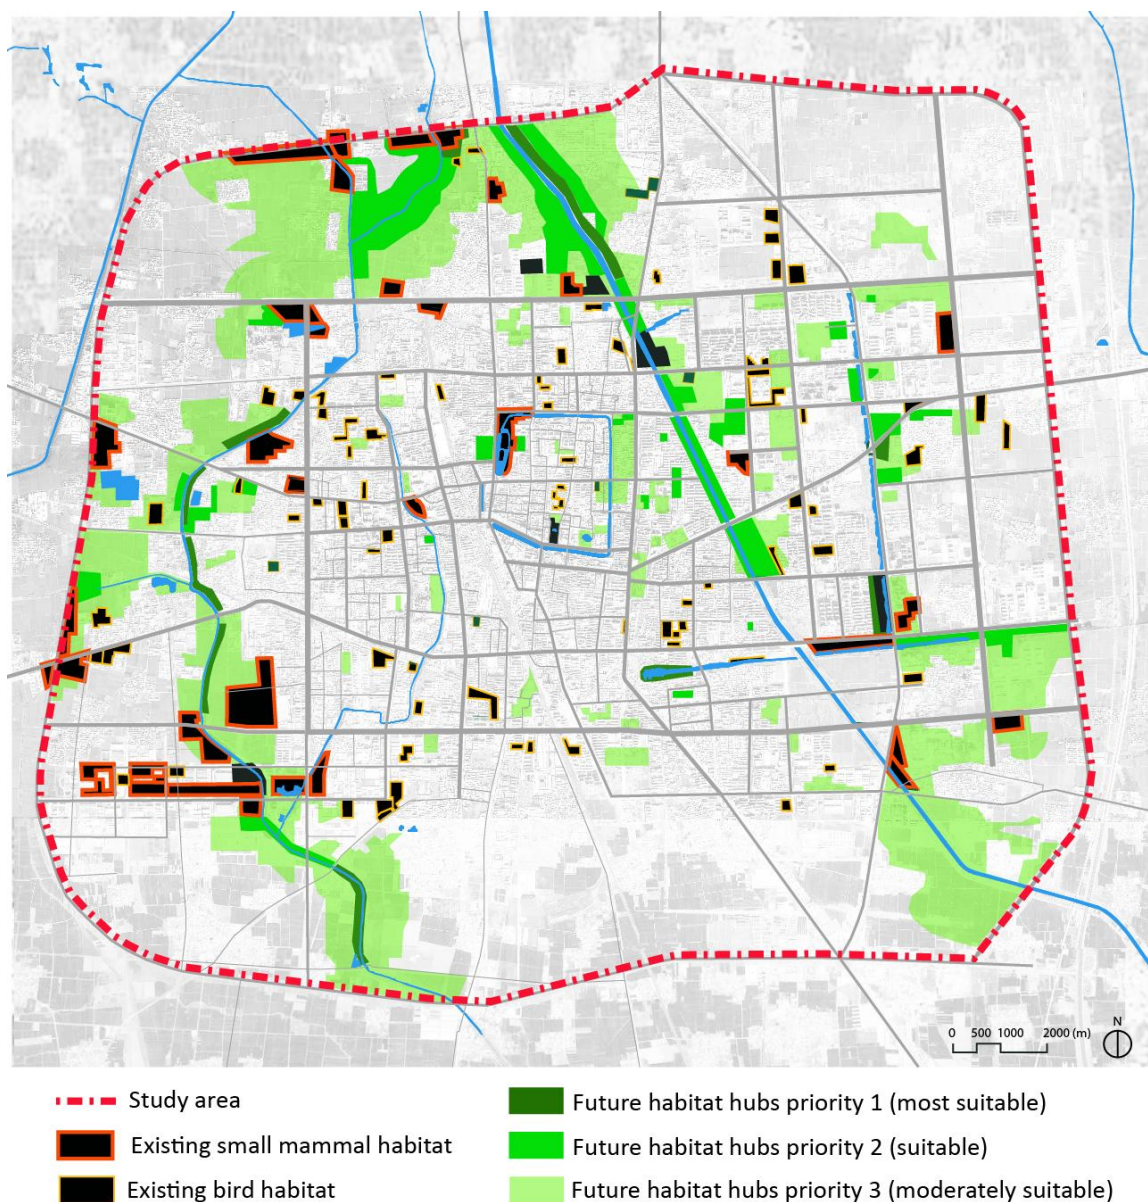 N
0 500 1000 2000 (m)
Study area
Future habitat hubs priority 1 (most suitable)
Existing small mammal habitat
Future habitat hubs priority 2 (suitable)
Existing bird habitat
Future habitat hubs priority 3 (moderately suitable)